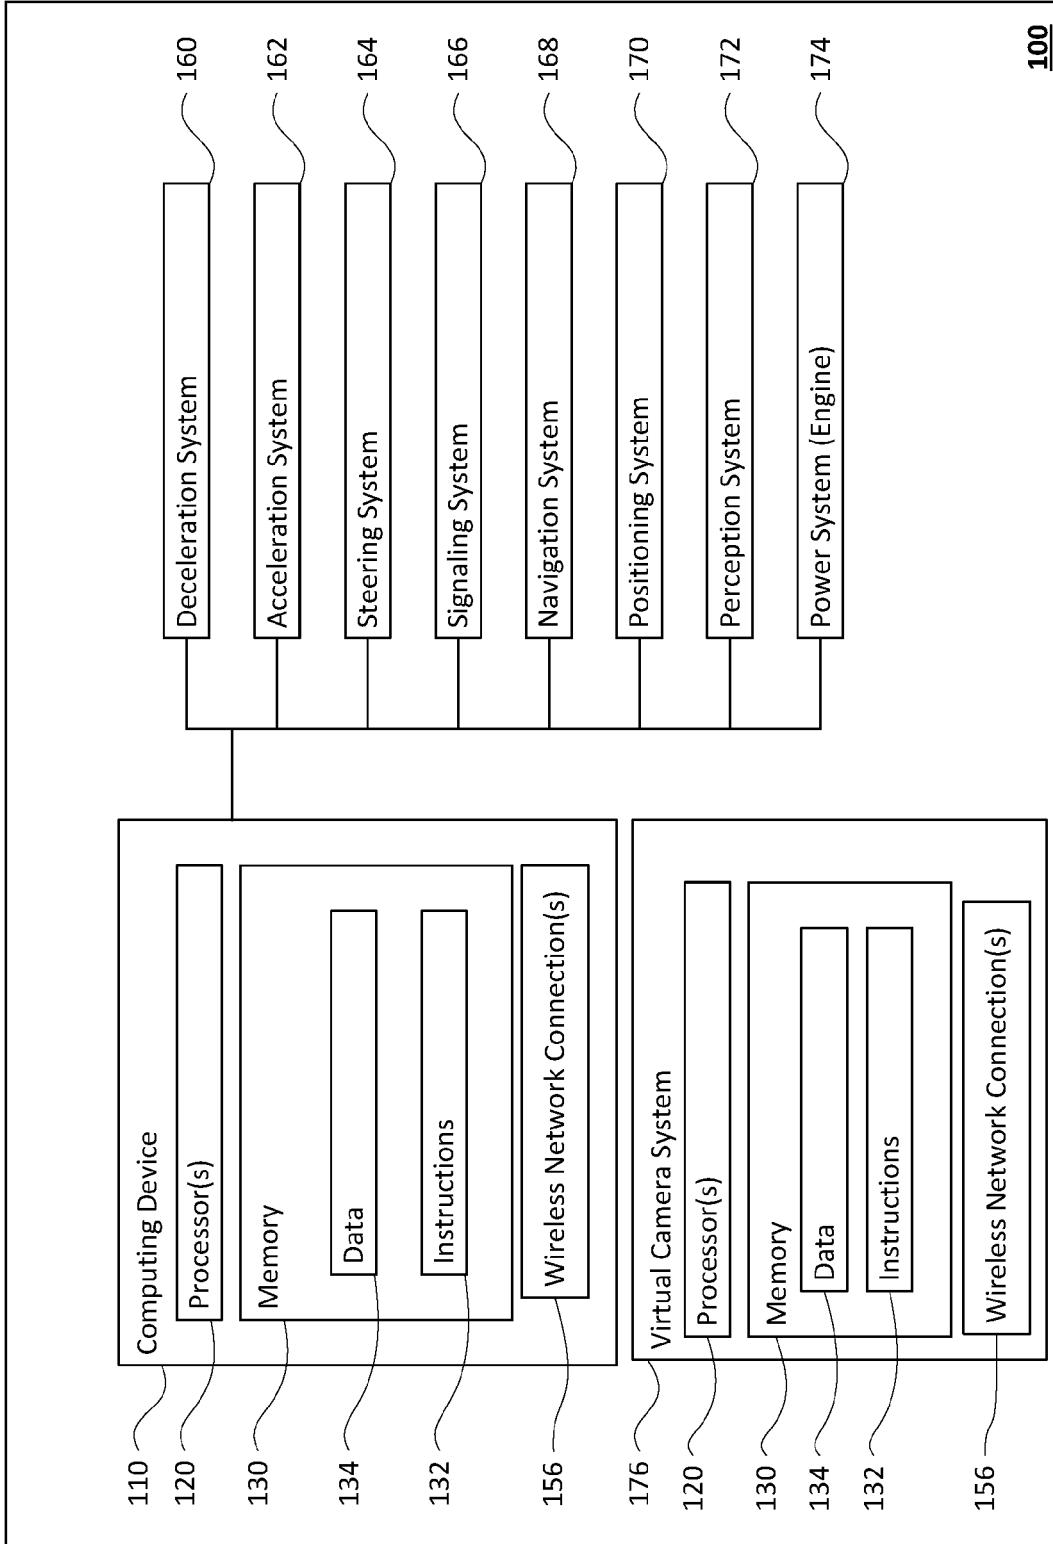 110
Computing Device
120
Processor(s)
130
Memory
134
Data
132
Instructions
156
Wireless Network Connection(s)
176
Virtual Camera System
120
Processor(s)
130
Memory
134
Data
132
Instructions
156
Wireless Network Connection(s)
Deceleration System
160
Acceleration System
162
Steering System
164
Signaling System
166
Navigation System
168
Positioning System
170
Perception System
172
Power System (Engine)
174
100